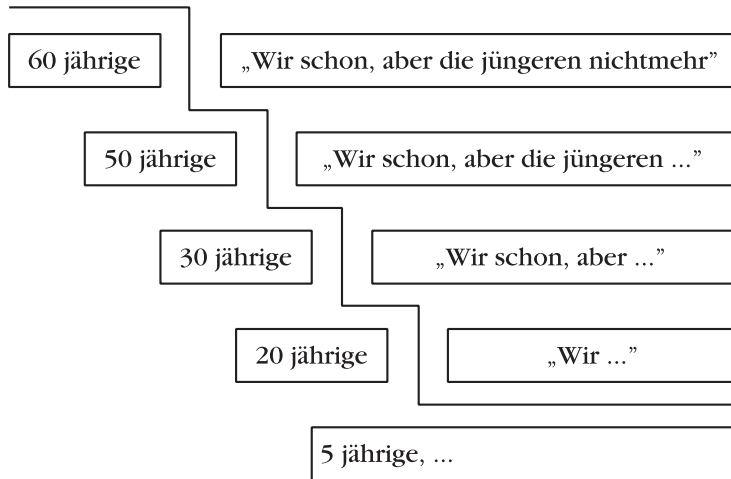 60 jährige
„Wir schon, aber die jüngeren nichtmehr”
50 jährige
„Wir schon, aber die jüngeren ...”
30 jährige
„Wir schon, aber ...”
20 jährige
„Wir ...”
5 jährige, ...